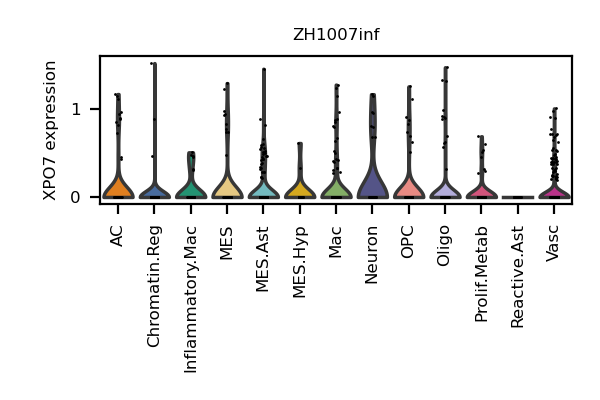 ZH1007inf
XPO7 expression
1
0
AC
Chromatin.Reg
Inflammatory.Mac
MES
MES.Ast
MES.Hyp
Mac
Neuron
OPC
Oligo
Prolif.Metab
Reactive.Ast
Vasc